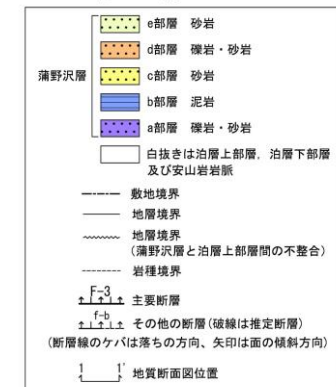 蒲野沢層
e部層 砂岩
d部層 礫岩・砂岩
c部層 砂岩
b部層 泥岩
a部層 礫岩・砂岩
白抜きは泊層上部層，泊層下部層
及び安山岩岩脈
敷地境界
地層境界
地層境界
(蒲野沢層と泊層上部層間の不整合)
岩種境界
F-3 主要断層
f-b その他の断層(破線は推定断層)
(断層線のケバは落ちの方向、矢印は面の傾斜方向)
1 1' 地質断面図位置